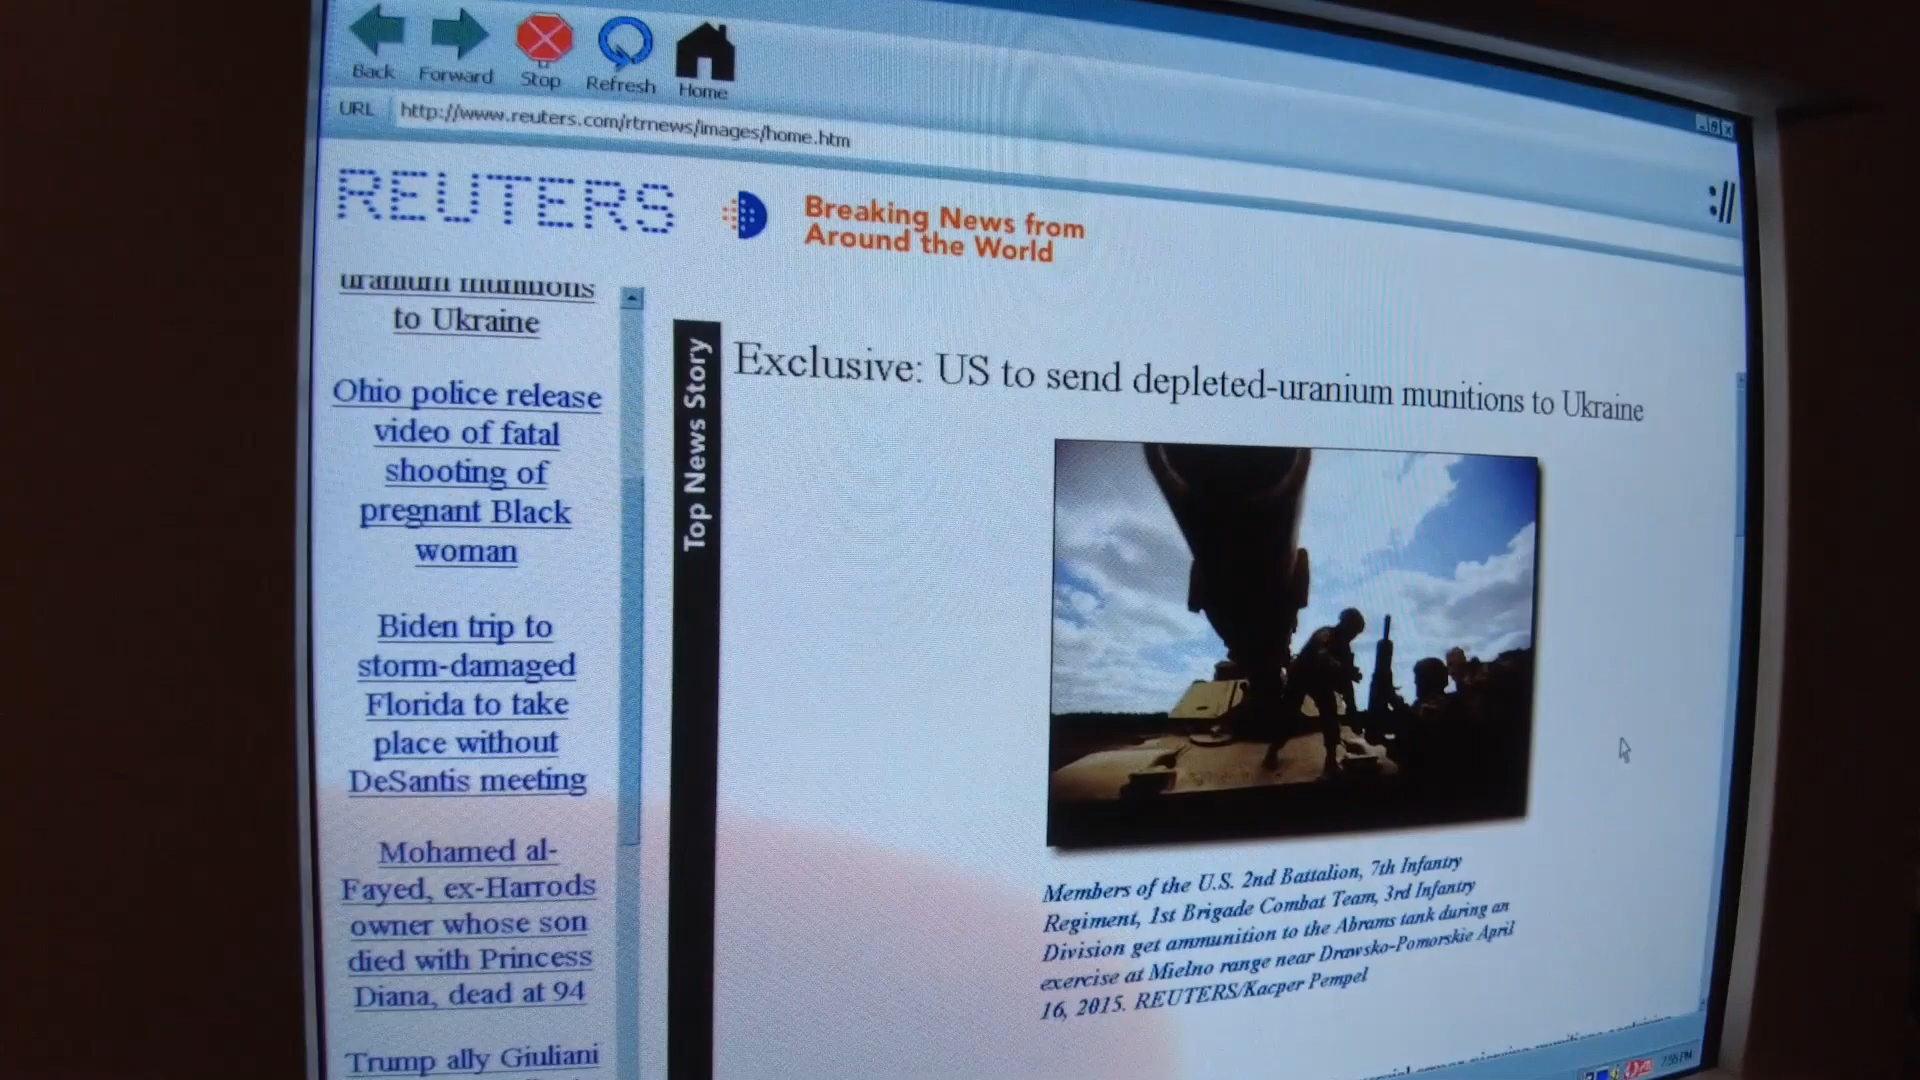 Back Forward Stop Refresh Home
URL http://www.reuters.com/rtrnews/images/home.htm
://
REUTERS
Breaking News from
Around the World
uranium munitions
to Ukraine
Ohio police release
video of fatal
shooting of
pregnant Black
woman
Biden trip to
storm-damaged
Florida to take
place without
DeSantis meeting
Mohamed al-
Fayed, ex-Harrods
owner whose son
died with Princess
Diana, dead at 94
Trump ally Giuliani
Top News Story
Exclusive: US to send depleted-uranium munitions to Ukraine
Members of the U.S. 2nd Battalion, 7th Infantry
Regiment, 1st Brigade Combat Team, 3rd Infantry
Division get ammunition to the Abrams tank during an
exercise at Mielno range near Drawsko-Pomorskie April
16, 2015. REUTERS/Kacper Pempel
7:55 PM